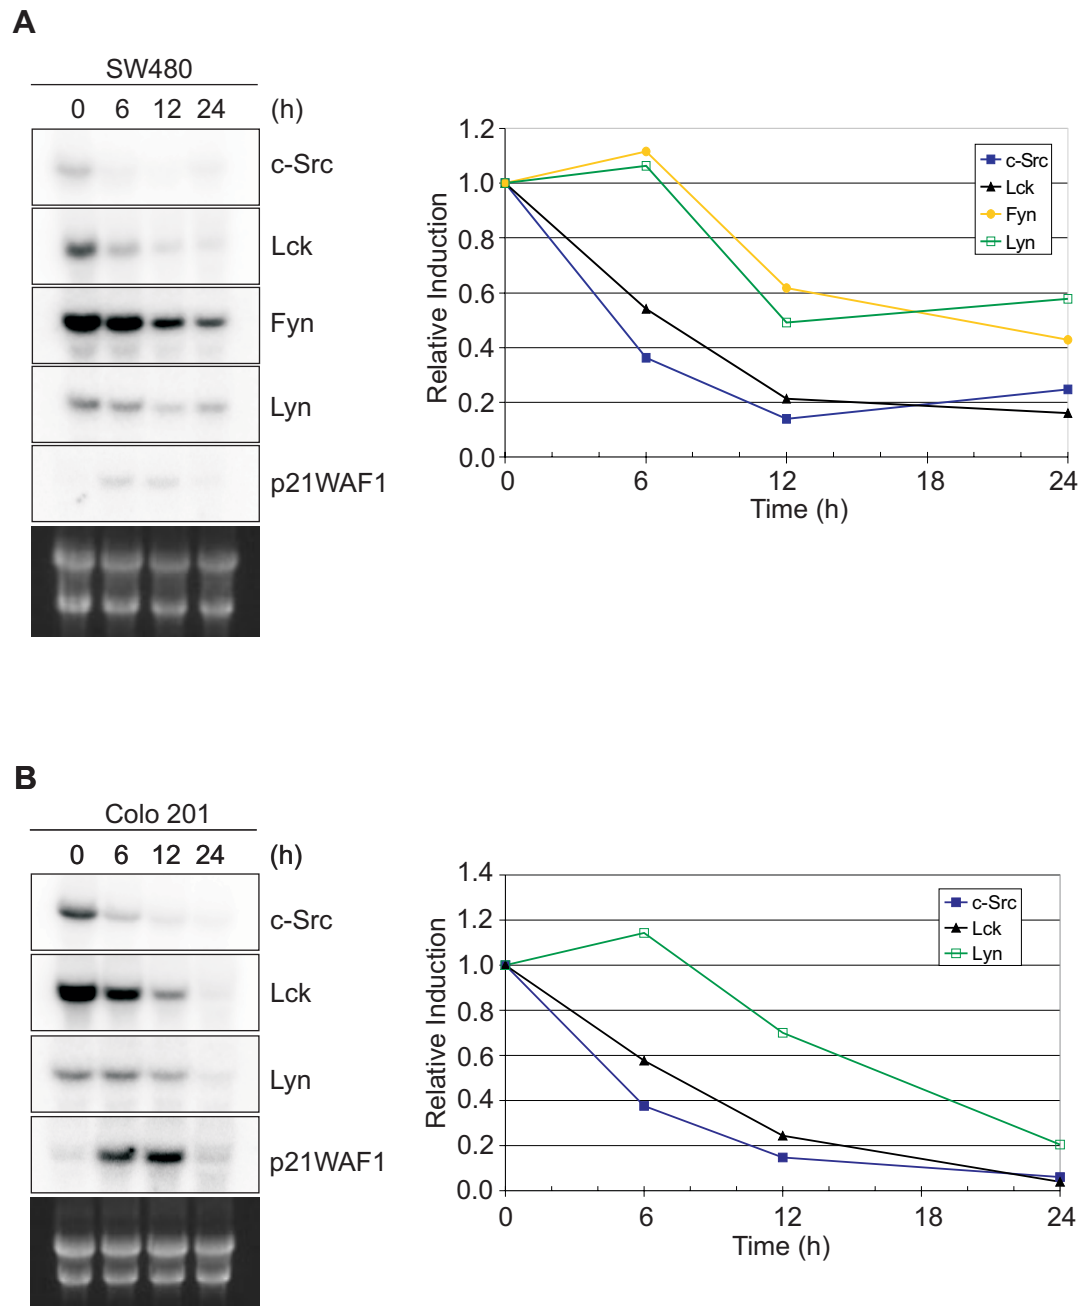 A
SW480
0 6 12 24 (h)
c-Src
Lck
Fyn
Lyn
p21WAF1
Relative Induction
1.2
1.0
0.8
0.6
0.4
0.2
0.0
0 6 12 18 24
Time (h)
c-Src
Lck
Fyn
Lyn
B
Colo 201
0 6 12 24 (h)
c-Src
Lck
Lyn
p21WAF1
Relative Induction
1.4
1.2
1.0
0.8
0.6
0.4
0.2
0.0
0 6 12 18 24
Time (h)
c-Src
Lck
Lyn